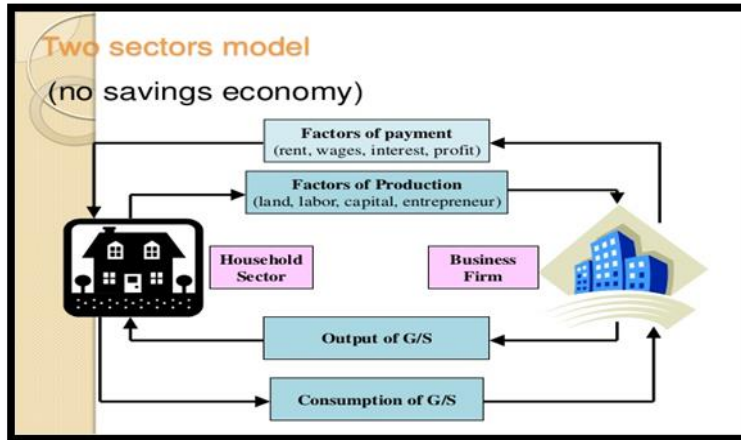 Two sectors model
(no savings economy)
Factors of payment
(rent, wages, interest, profit)
Factors of Production
(land, labor, capital, entrepreneur)
Household
Sector
Business
Firm
Output of G/S
Consumption of G/S